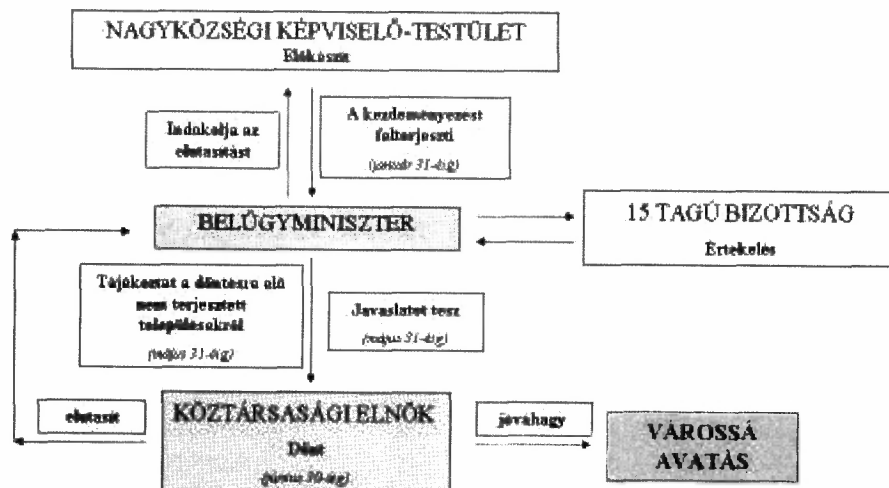 NAGYKÖZSÉGI KÉPVISELŐ-TESTÜLET
Előkészít
Indokolja az
elutasítást
A kezdeményezést
felterjeszti
(január 31-éig)
BELÜGYMINISZTER
15 TAGÚ BIZOTTSÁG
Értékelés
Tájékoztat a döntésre elő
nem terjesztett
településekről
(május 31-éig)
Javaslatot tesz
(május 31-éig)
elutasít
KÖZTÁRSASÁGI ELNÖK
Dönt
(június 30-áig)
jóváhagy
VÁROSSÁ
AVATÁS